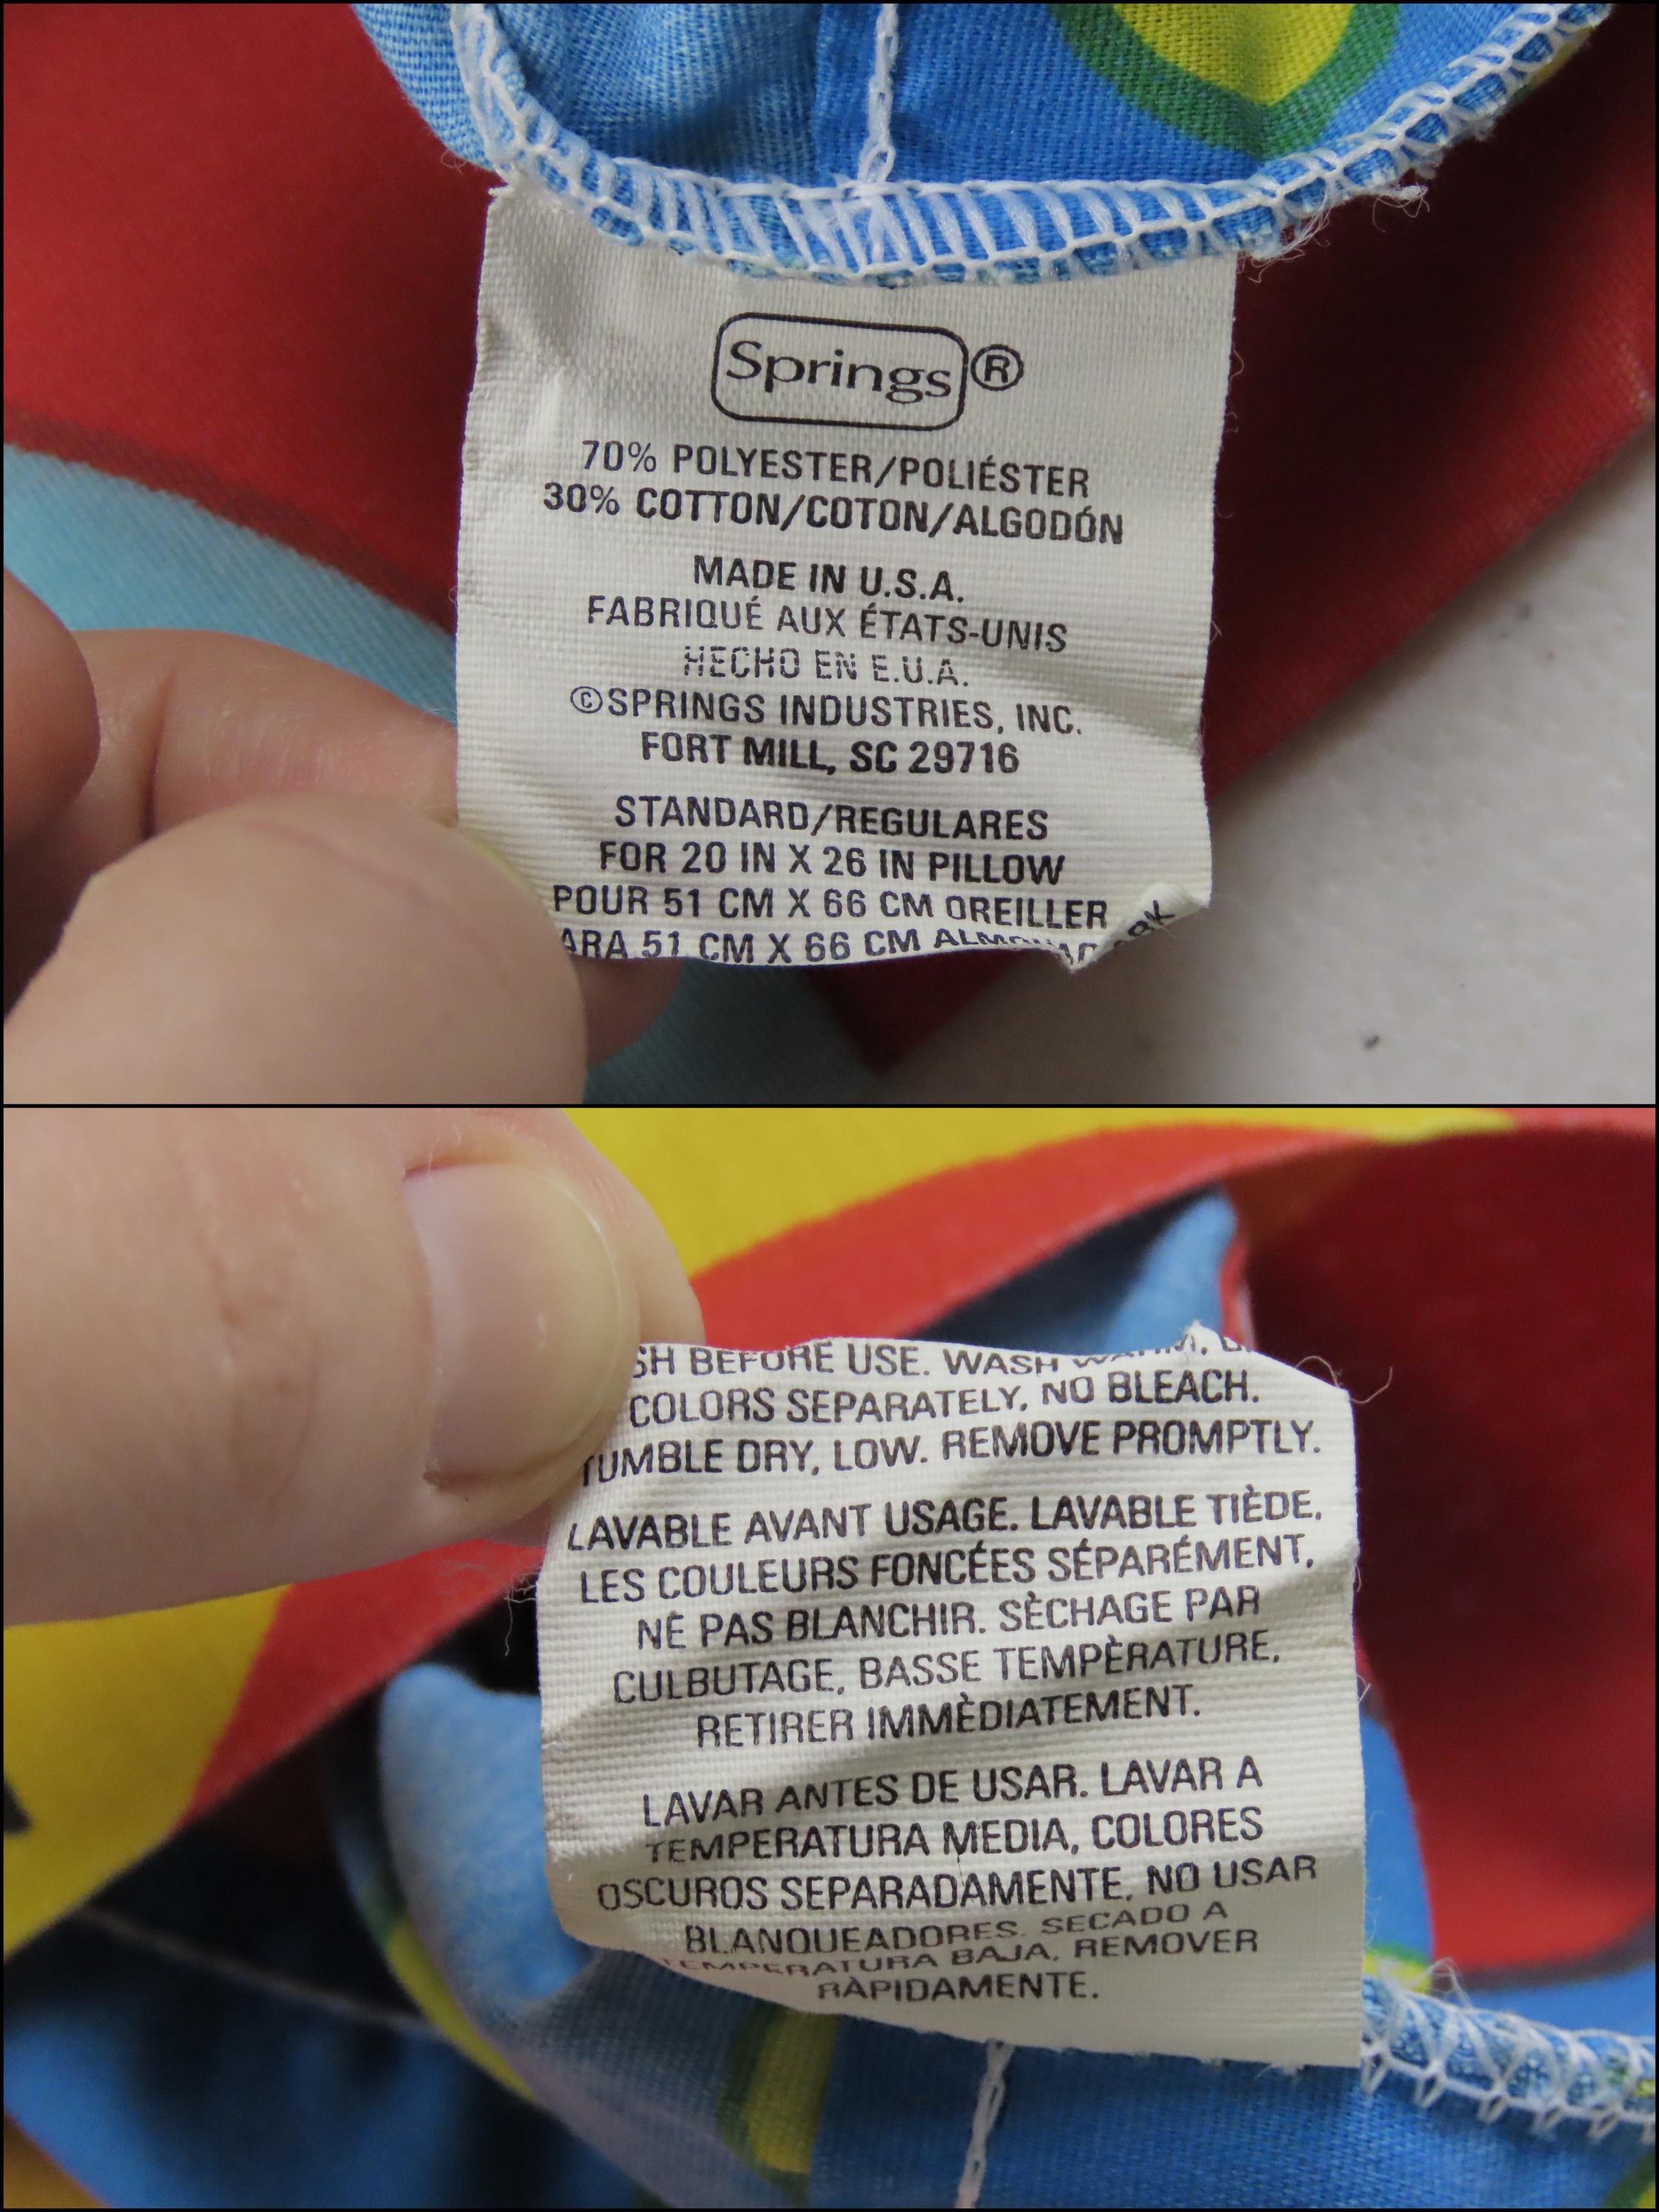 Springs®
70% POLYESTER/POLIÉSTER
30% COTTON/COTON/ALGODÓN
MADE IN U.S.A.
FABRIQUÉ AUX ÉTATS-UNIS
HECHO EN E.U.A.
©SPRINGS INDUSTRIES, INC.
FORT MILL, SC 29716
STANDARD/REGULARES
FOR 20 IN X 26 IN PILLOW
POUR 51 CM X 66 CM OREILLER
ARA 51 CM X 66 CM
SH BEFORE USE. WASH WARM,
COLORS SEPARATELY, NO BLEACH.
TUMBLE DRY, LOW. REMOVE PROMPTLY.
LAVABLE AVANT USAGE. LAVABLE TIÈDE,
LES COULEURS FONCÉES SÉPARÉMENT,
NÈ PAS BLANCHIR. SÈCHAGE PAR
CULBUTAGE, BASSE TEMPÈRATURE,
RETIRER IMMÈDIATEMENT.
LAVAR ANTES DE USAR. LAVAR A
TEMPERATURA MEDIA, COLORES
OSCUROS SEPARADAMENTE, NO USAR
BLANQUEADORES. SECADO A
TEMPERATURA BAJA, REMOVER
RÀPIDAMENTE.